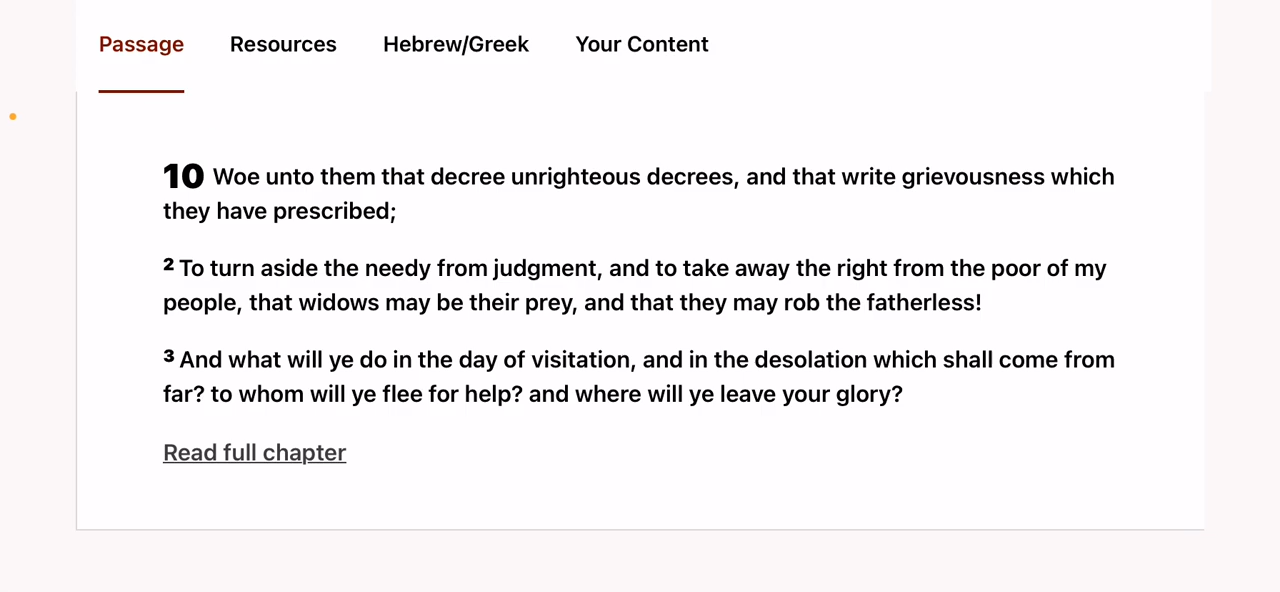 Passage Resources Hebrew/Greek Your Content
10 Woe unto them that decree unrighteous decrees, and that write grievousness which
they have prescribed;
2 To turn aside the needy from judgment, and to take away the right from the poor of my
people, that widows may be their prey, and that they may rob the fatherless!
3 And what will ye do in the day of visitation, and in the desolation which shall come from
far? to whom will ye flee for help? and where will ye leave your glory?
Read full chapter